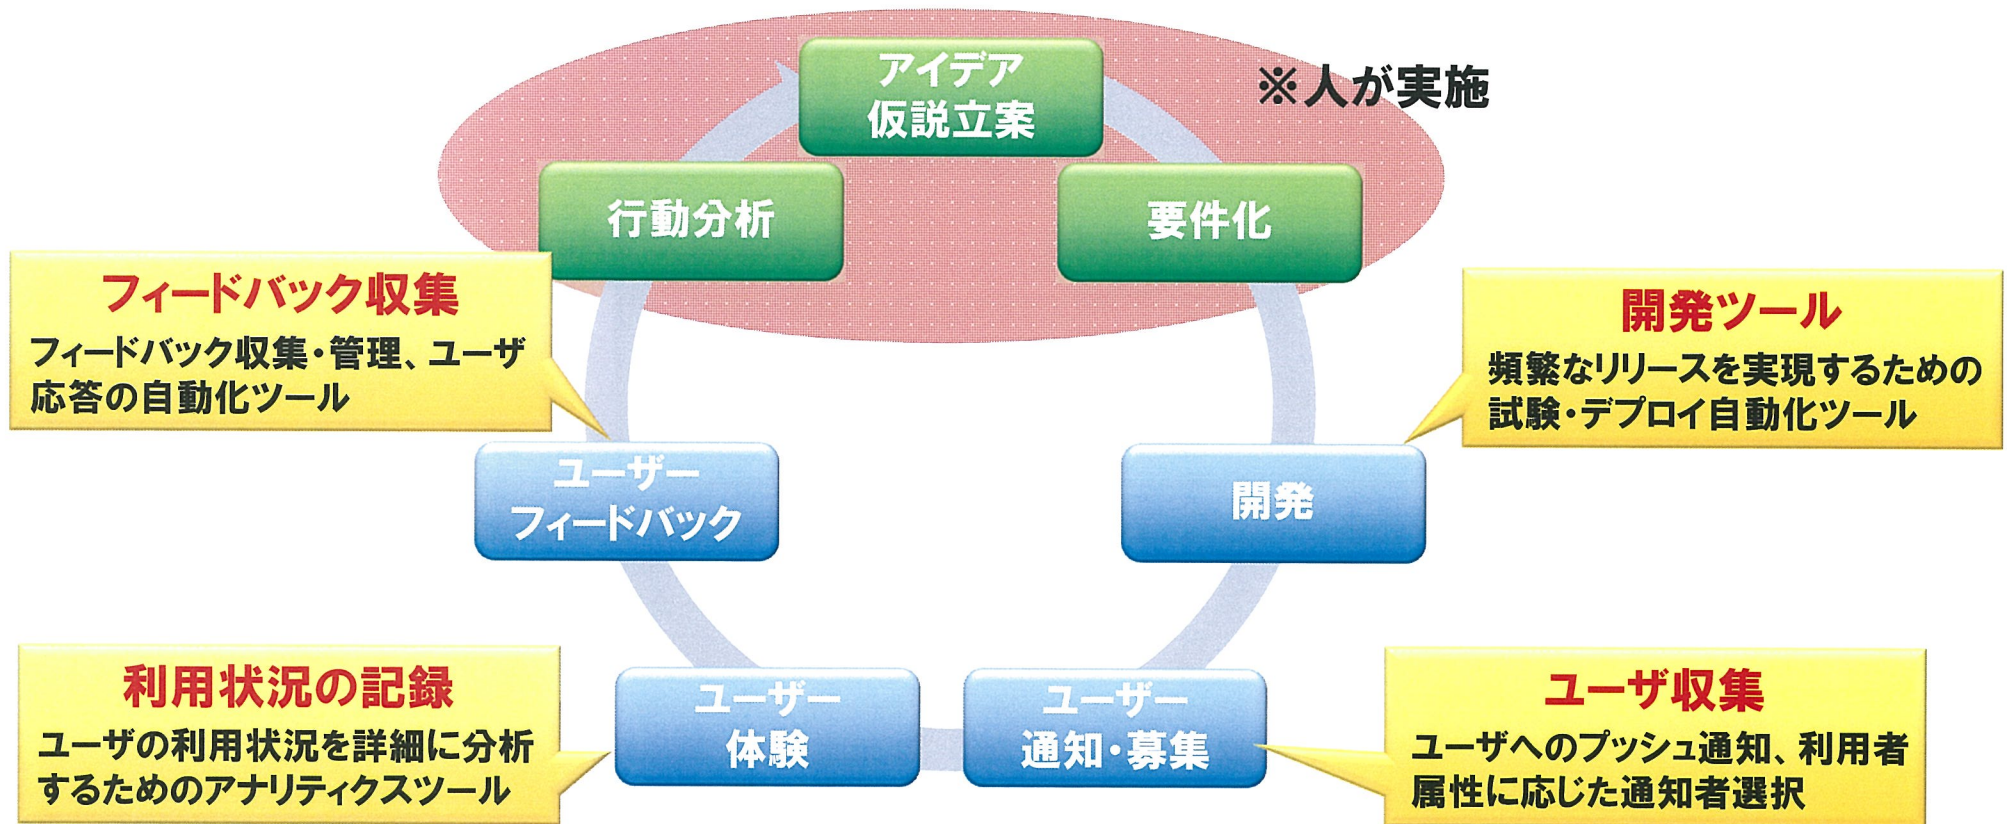 アイデア
仮説立案
※人が実施
行動分析
要件化
フィードバック収集
フィードバック収集・管理、ユーザ
応答の自動化ツール
開発ツール
頻繁なリリースを実現するための
試験・デプロイ自動化ツール
ユーザー
フィードバック
開発
利用状況の記録
ユーザの利用状況を詳細に分析
するためのアナリティクスツール
ユーザー
体験
ユーザー
通知・募集
ユーザ収集
ユーザへのプッシュ通知、利用者
属性に応じた通知者選択